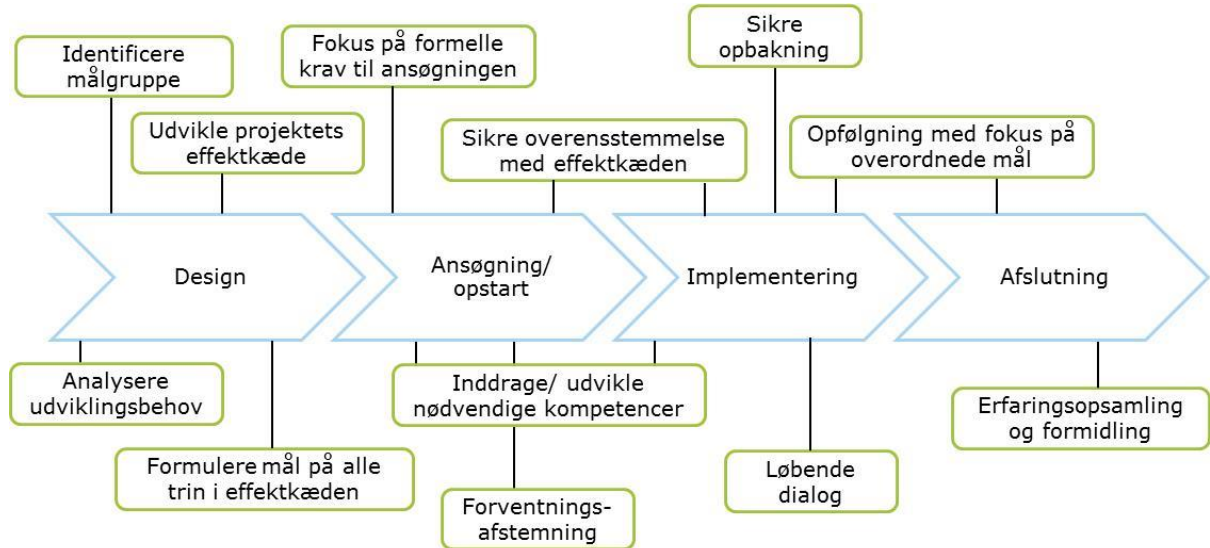 Sikre
opbakning
Identificere
målgruppe
Fokus på formelle
krav til ansøgningen
Udvikle projektets
effektkæde
Sikre overensstemmelse
med effektkæden
Opfølgning med fokus på
overordnede mål
Design
Ansøgning/
opstart
Implementering
Afslutning
Analysere
udviklingsbehov
Inddrage/ udvikle
nødvendige kompetencer
Erfaringsopsamling
og formidling
Formulere mål på alle
trin i effektkæden
Løbende
dialog
Forventnings-
afstemning